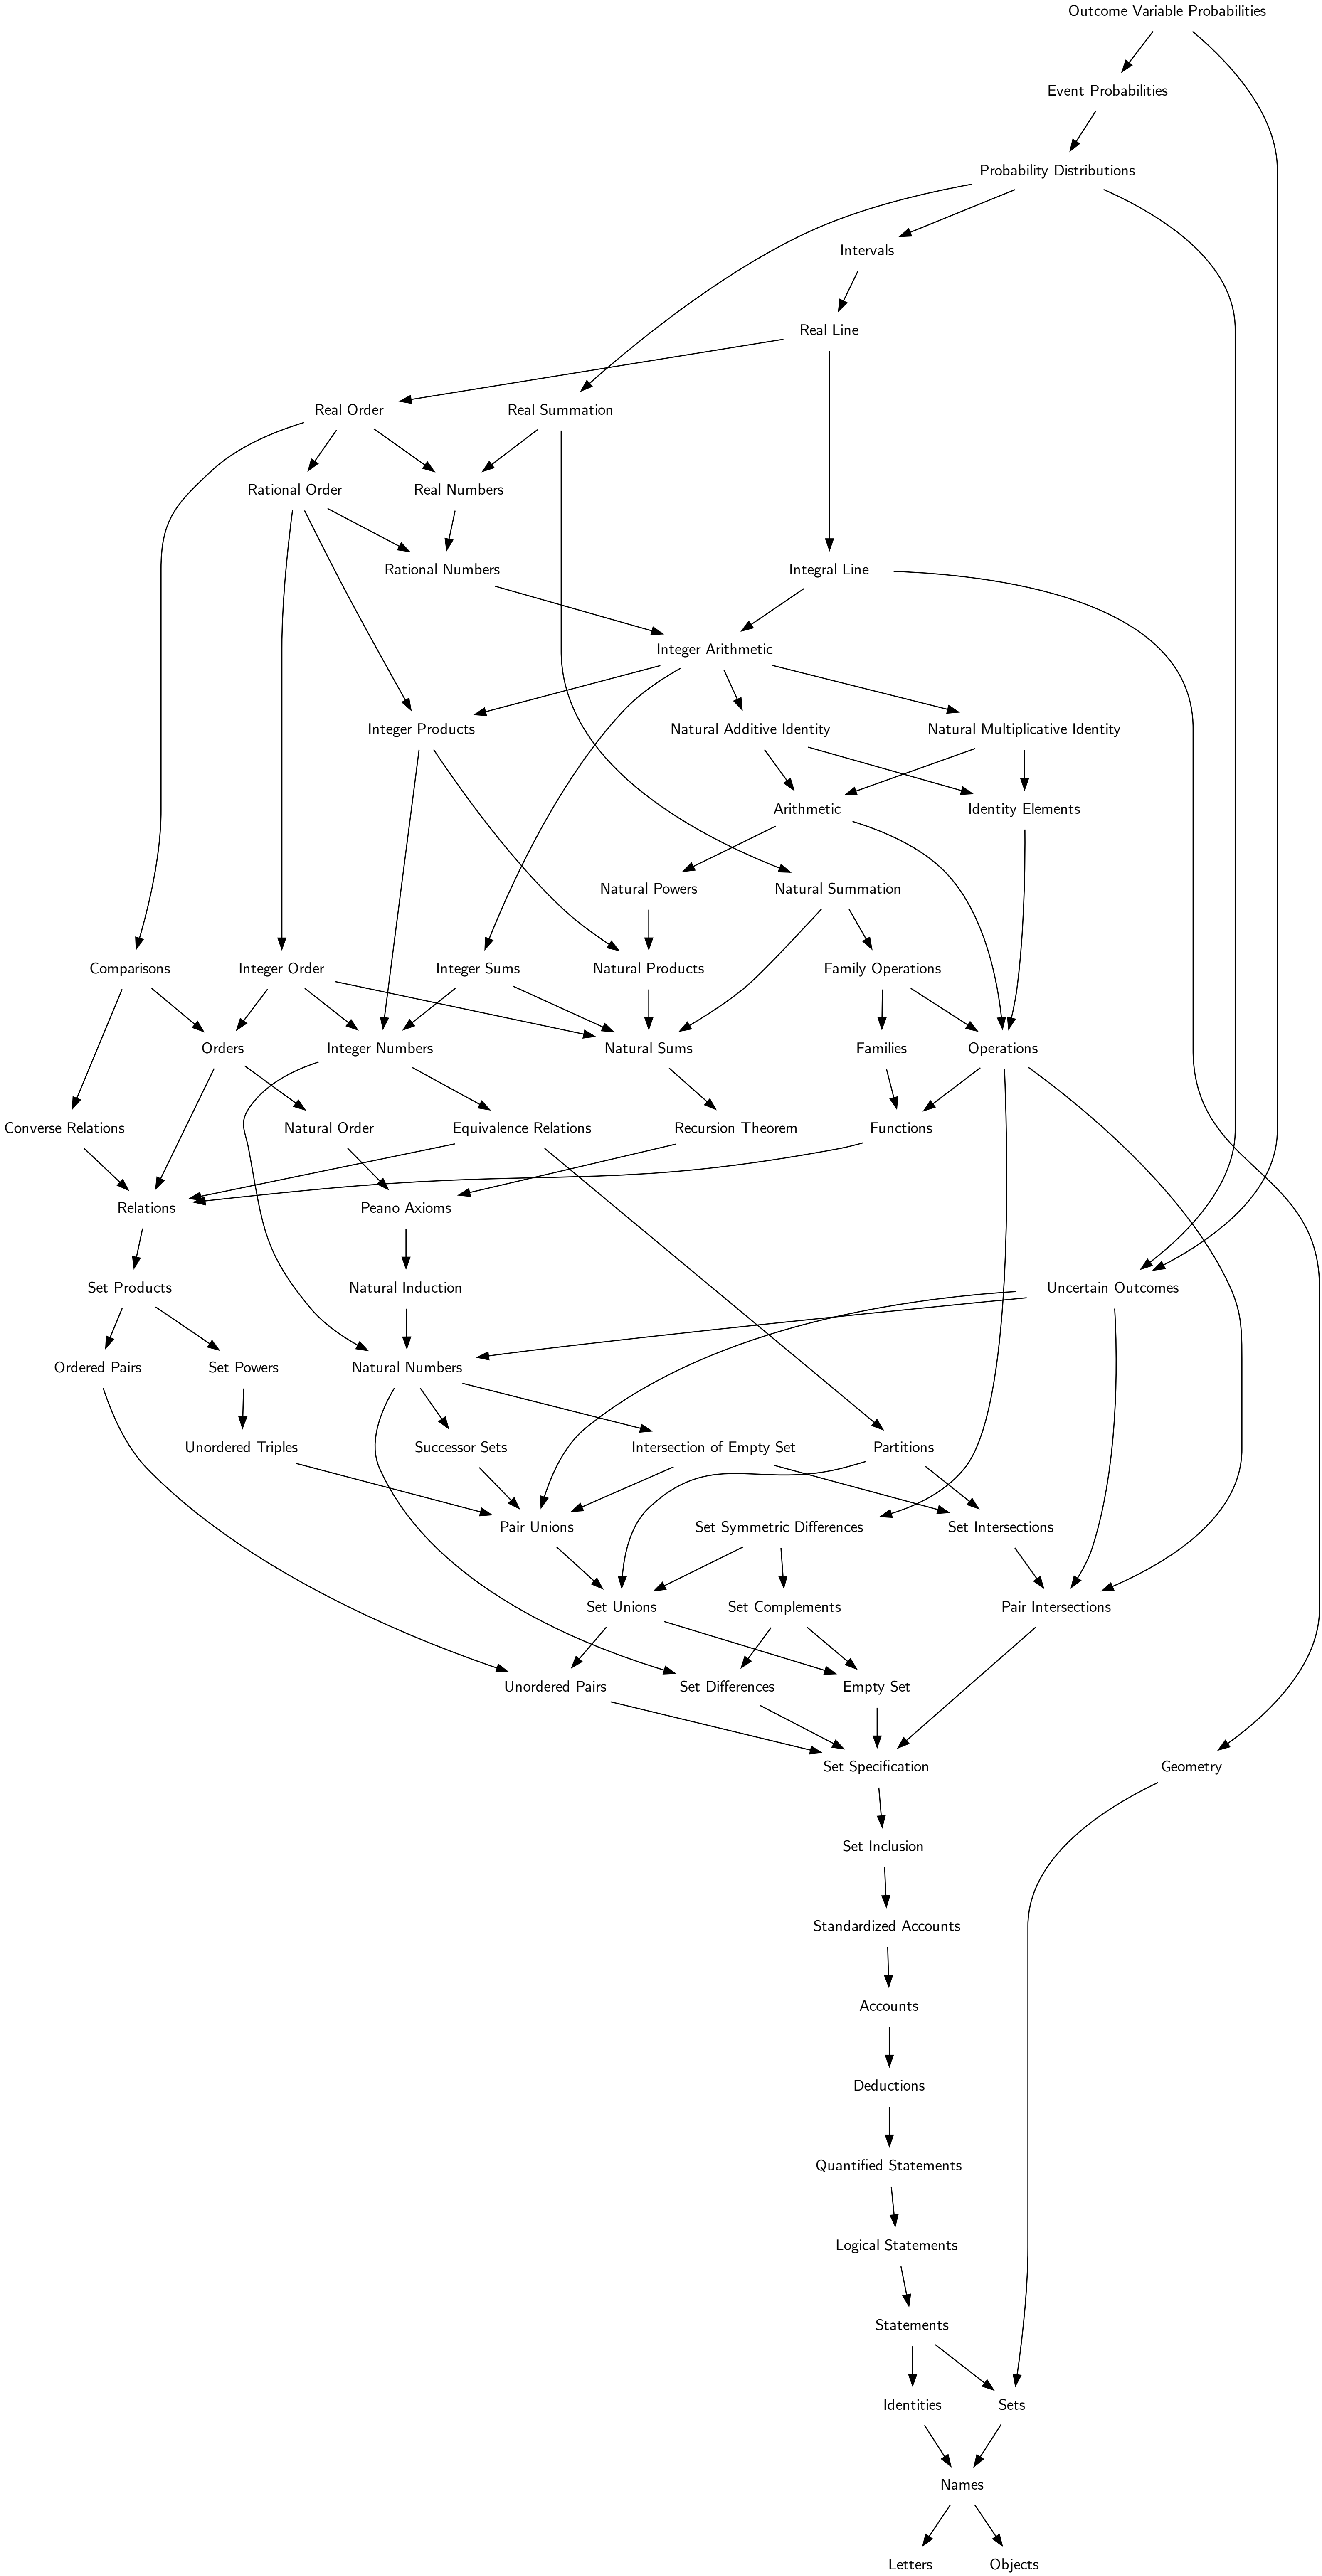 Outcome Variable Probabilities
Event Probabilities
Probability Distributions
Intervals
Real Line
Real Order
Real Summation
Rational Order
Real Numbers
Rational Numbers
Integral Line
Integer Arithmetic
Integer Products
Natural Additive Identity
Natural Multiplicative Identity
Arithmetic
Identity Elements
Natural Powers
Natural Summation
Comparisons
Integer Order
Integer Sums
Natural Products
Family Operations
Orders
Integer Numbers
Natural Sums
Families
Operations
Converse Relations
Natural Order
Equivalence Relations
Recursion Theorem
Functions
Relations
Peano Axioms
Set Products
Natural Induction
Uncertain Outcomes
Ordered Pairs
Set Powers
Natural Numbers
Unordered Triples
Successor Sets
Intersection of Empty Set
Partitions
Pair Unions
Set Symmetric Differences
Set Intersections
Set Unions
Set Complements
Pair Intersections
Unordered Pairs
Set Differences
Empty Set
Set Specification
Geometry
Set Inclusion
Standardized Accounts
Accounts
Deductions
Quantified Statements
Logical Statements
Statements
Identities
Sets
Names
Letters
Objects